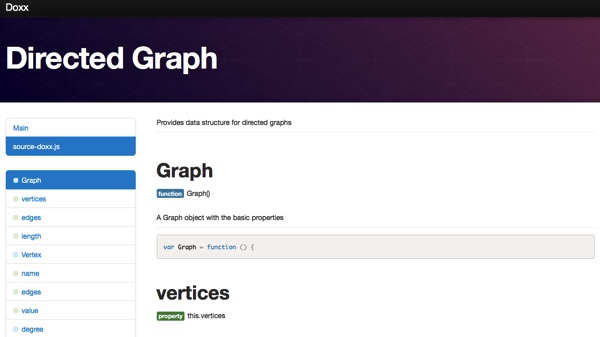 Doxx
Directed Graph
Main
source-doxx.js
Graph
vertices
edges
length
Vertex
name
edges
value
degree
Provides data structure for directed graphs
Graph
function Graph()
A Graph object with the basic properties
var Graph = function () {
vertices
property this.vertices